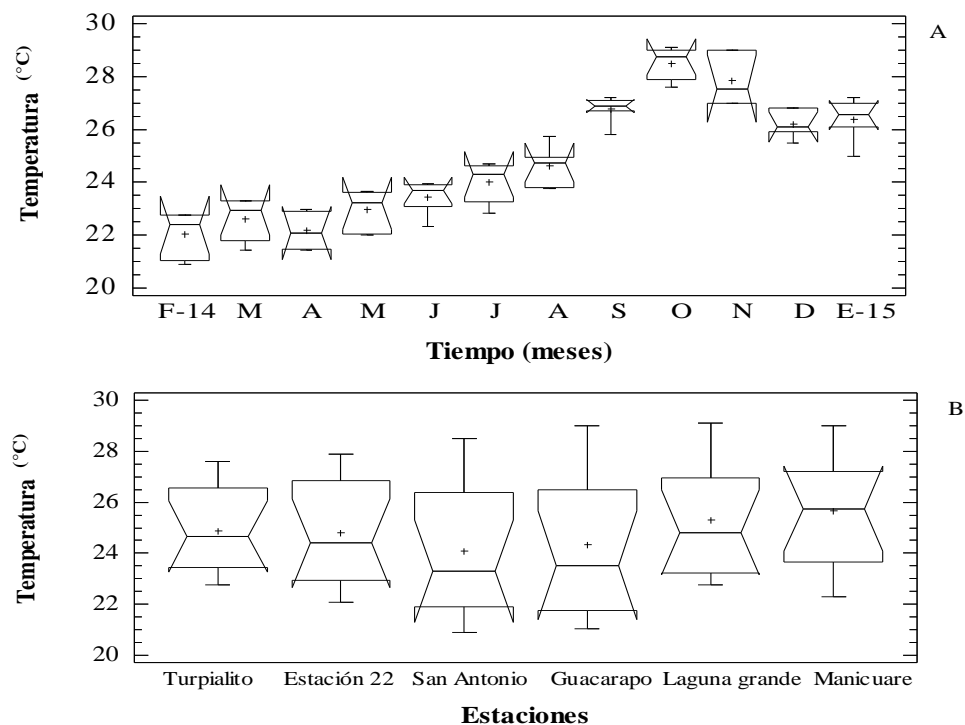 A
30
28
26
24
22
20
Temperatura (°C)
F-14 M A M J J A S O N D E-15
Tiempo (meses)
B
30
28
26
24
22
20
Temperatura (°C)
Turpialito Estación 22 San Antonio Guacarapo Laguna grande Manicuare
Estaciones